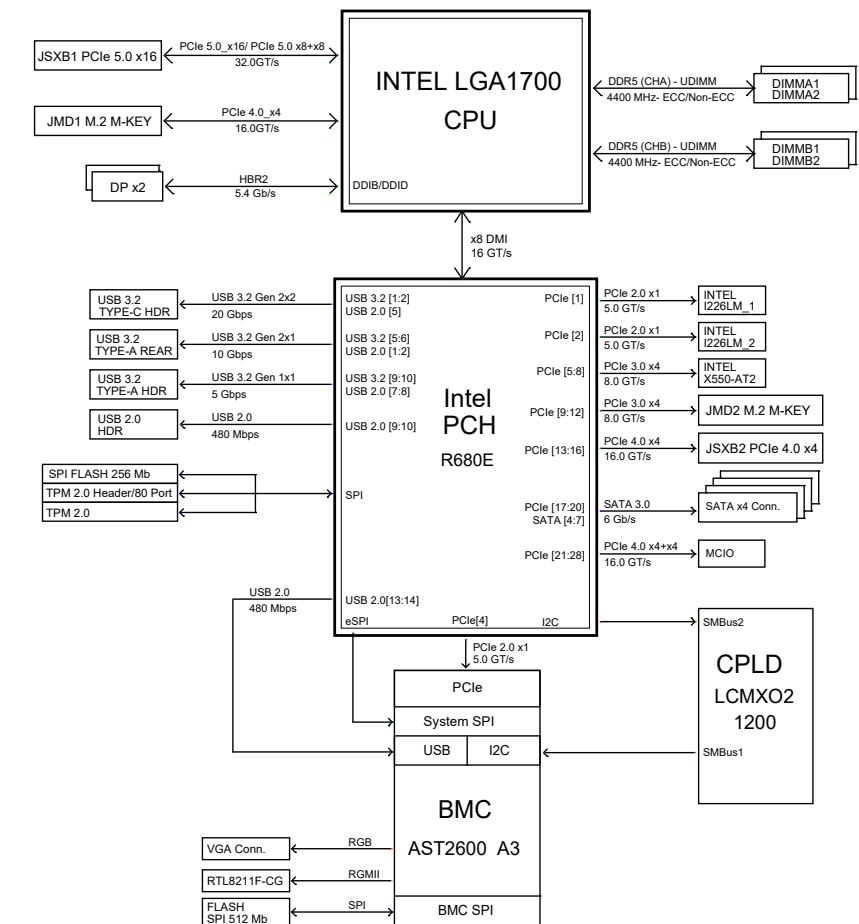 JSXB1 PCIe 5.0 x16
PCIe 5.0_x16/ PCIe 5.0 x8+x8
32.0GT/s
JMD1 M.2 M-KEY
PCIe 4.0_x4
16.0GT/s
DP x2
HBR2
5.4 Gb/s
INTEL LGA1700
CPU
DDIB/DDID
DDR5 (CHA) - UDIMM
4400 MHz- ECC/Non-ECC
DIMMA1
DIMMA2
DDR5 (CHB) - UDIMM
4400 MHz- ECC/Non-ECC
DIMMB1
DIMMB2
x8 DMI
16 GT/s
USB 3.2
TYPE-C HDR
USB 3.2 Gen 2x2
20 Gbps
USB 3.2 [1:2]
USB 2.0 [5]
USB 3.2
TYPE-A REAR
USB 3.2 Gen 2x1
10 Gbps
USB 3.2 [5:6]
USB 2.0 [1:2]
USB 3.2
TYPE-A HDR
USB 3.2 Gen 1x1
5 Gbps
USB 3.2 [9:10]
USB 2.0 [7:8]
USB 2.0
HDR
USB 2.0
480 Mbps
USB 2.0 [9:10]
SPI FLASH 256 Mb
TPM 2.0 Header/80 Port
TPM 2.0
SPI
Intel
PCH
R680E
PCIe [1]
PCIe 2.0 x1
5.0 GT/s
INTEL
I226LM_1
PCIe [2]
PCIe 2.0 x1
5.0 GT/s
INTEL
I226LM_2
PCIe [5:8]
PCIe 3.0 x4
8.0 GT/s
INTEL
X550-AT2
PCIe [9:12]
PCIe 3.0 x4
8.0 GT/s
JMD2 M.2 M-KEY
PCIe [13:16]
PCIe 4.0 x4
16.0 GT/s
JSXB2 PCIe 4.0 x4
PCIe [17:20]
SATA [4:7]
SATA 3.0
6 Gb/s
SATA x4 Conn.
PCIe [21:28]
PCIe 4.0 x4+x4
16.0 GT/s
MCIO
USB 2.0
480 Mbps
USB 2.0[13:14]
eSPI
PCIe[4]
I2C
PCIe 2.0 x1
5.0 GT/s
SMBus2
CPLD
LCMXO2
1200
SMBus1
PCIe
System SPI
USB
I2C
BMC
AST2600 A3
BMC SPI
VGA Conn.
RGB
RTL8211F-CG
RGMII
FLASH
SPI 512 Mb
SPI